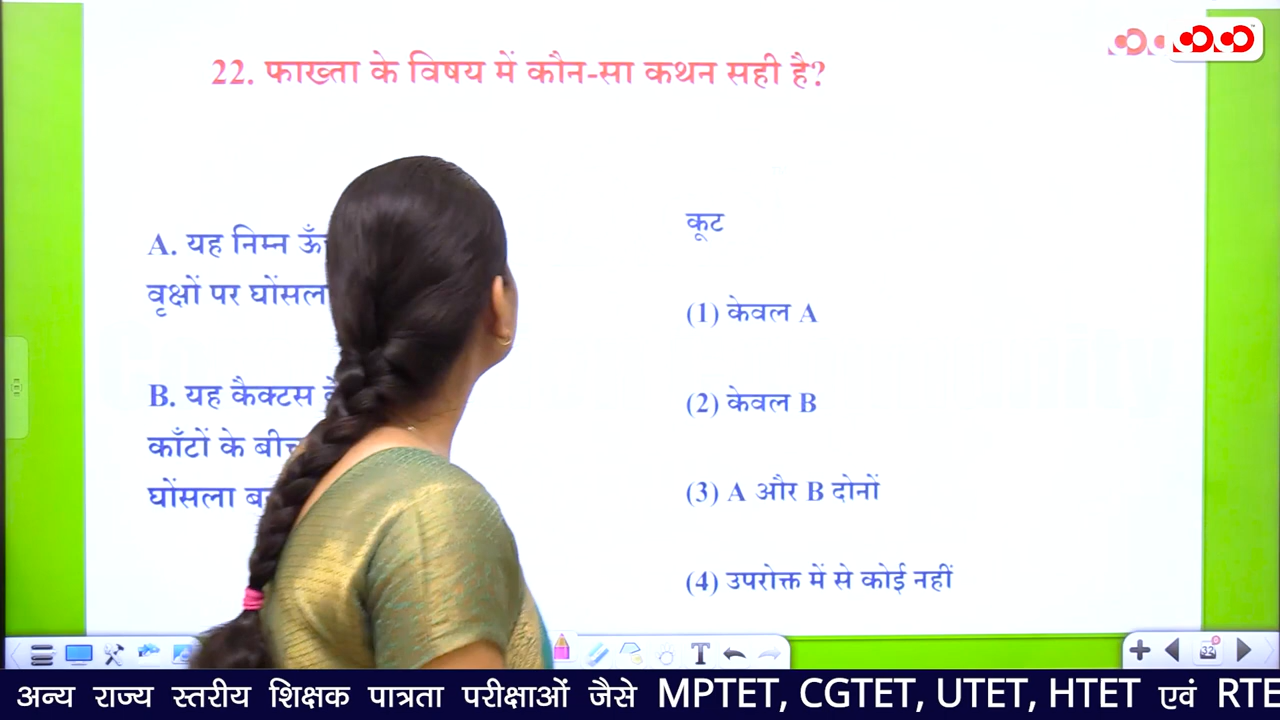 22. फाख्ता के विषय में कौन-सा कथन सही है?
A. यह निम्न
वृक्षों पर घोंसला
B. यह कैक्टस
काँटों के बीच
घोंसला
कूट
(1) केवल A
(2) केवल B
(3) A और B दोनों
(4) उपरोक्त में से कोई नहीं
32
अन्य राज्य स्तरीय शिक्षक पात्रता परीक्षाओं जैसे MPTET, CGTET, UTET, HTET एवं RTE